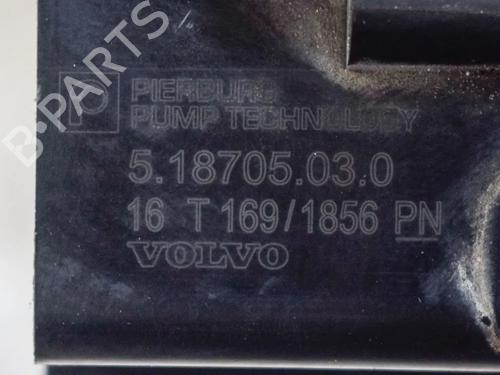 B-PARTS
PIERBURG
PUMP TECHNOLOGY
5.18705.03.0
16 T 169/1856 PN
VOLVO